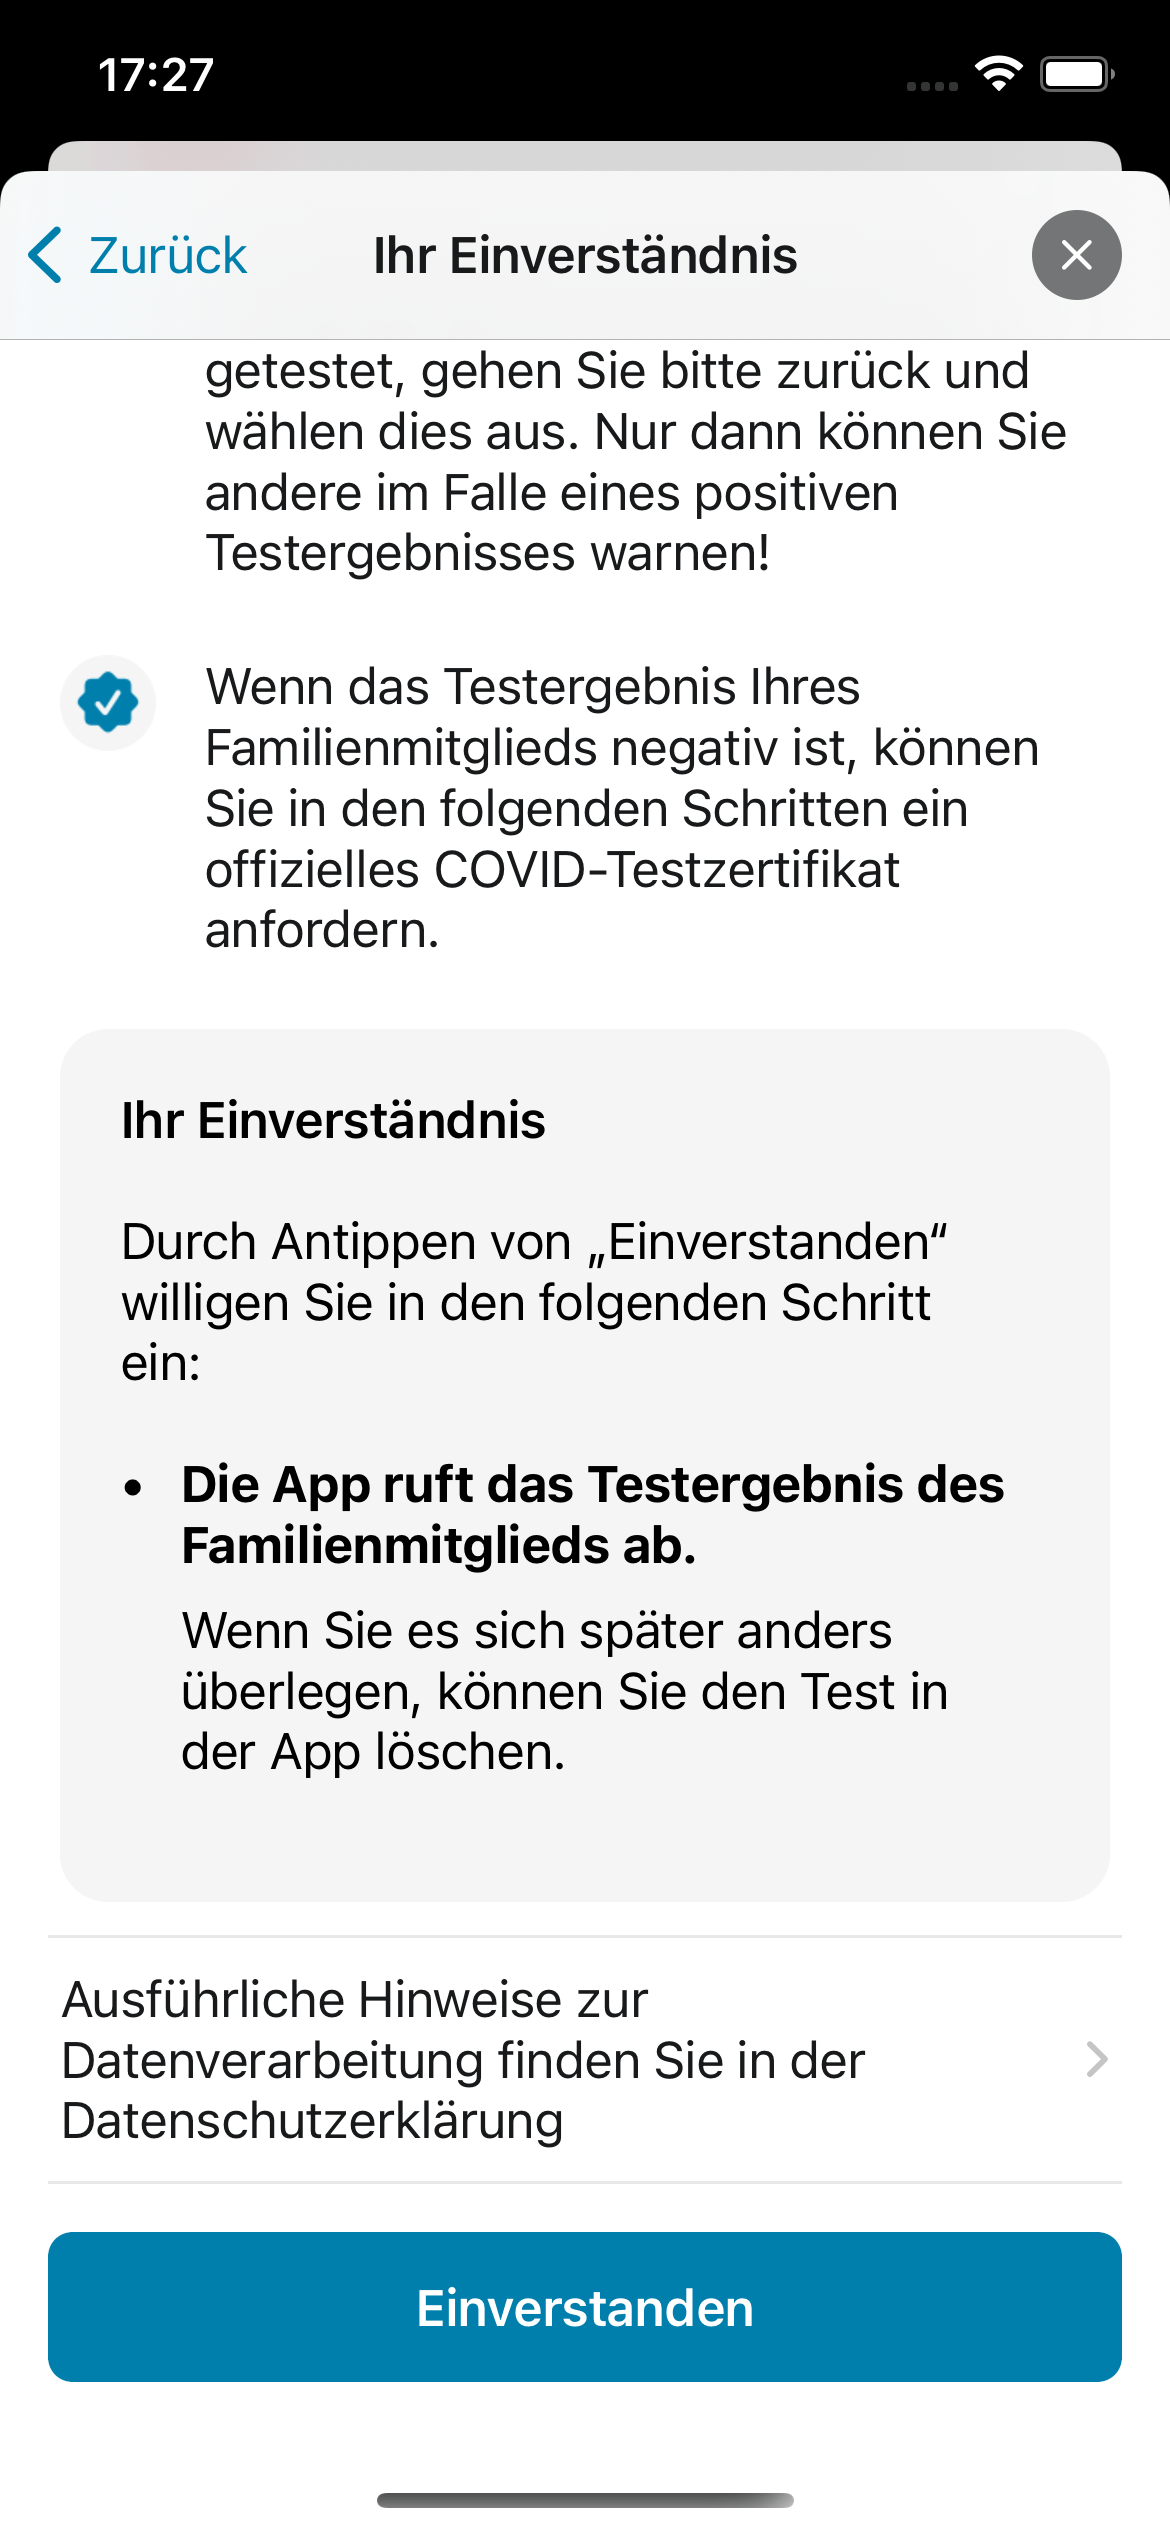 17:27
Zurück
Ihr Einverständnis
getestet, gehen Sie bitte zurück und
wählen dies aus. Nur dann können Sie
andere im Falle eines positiven
Testergebnisses warnen!
Wenn das Testergebnis Ihres
Familienmitglieds negativ ist, können
Sie in den folgenden Schritten ein
offizielles COVID-Testzertifikat
anfordern.
Ihr Einverständnis
Durch Antippen von „Einverstanden“
willigen Sie in den folgenden Schritt
ein:
• Die App ruft das Testergebnis des
Familienmitglieds ab.
Wenn Sie es sich später anders
überlegen, können Sie den Test in
der App löschen.
Ausführliche Hinweise zur
Datenverarbeitung finden Sie in der
Datenschutzerklärung
Einverstanden